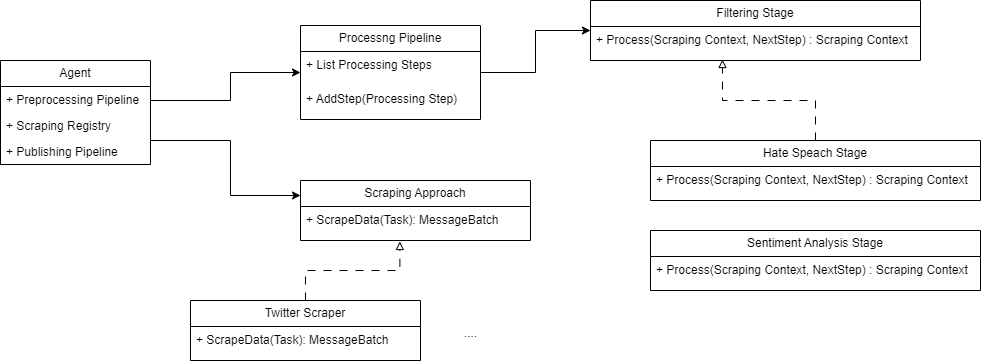 Agent
+ Preprocessing Pipeline
+ Scraping Registry
+ Publishing Pipeline
Processng Pipeline
+ List Processing Steps
+ AddStep(Processing Step)
Filtering Stage
+ Process(Scraping Context, NextStep) : Scraping Context
Hate Speach Stage
+ Process(Scraping Context, NextStep) : Scraping Context
Sentiment Analysis Stage
+ Process(Scraping Context, NextStep) : Scraping Context
Scraping Approach
+ ScrapeData(Task): MessageBatch
Twitter Scraper
+ ScrapeData(Task): MessageBatch
....